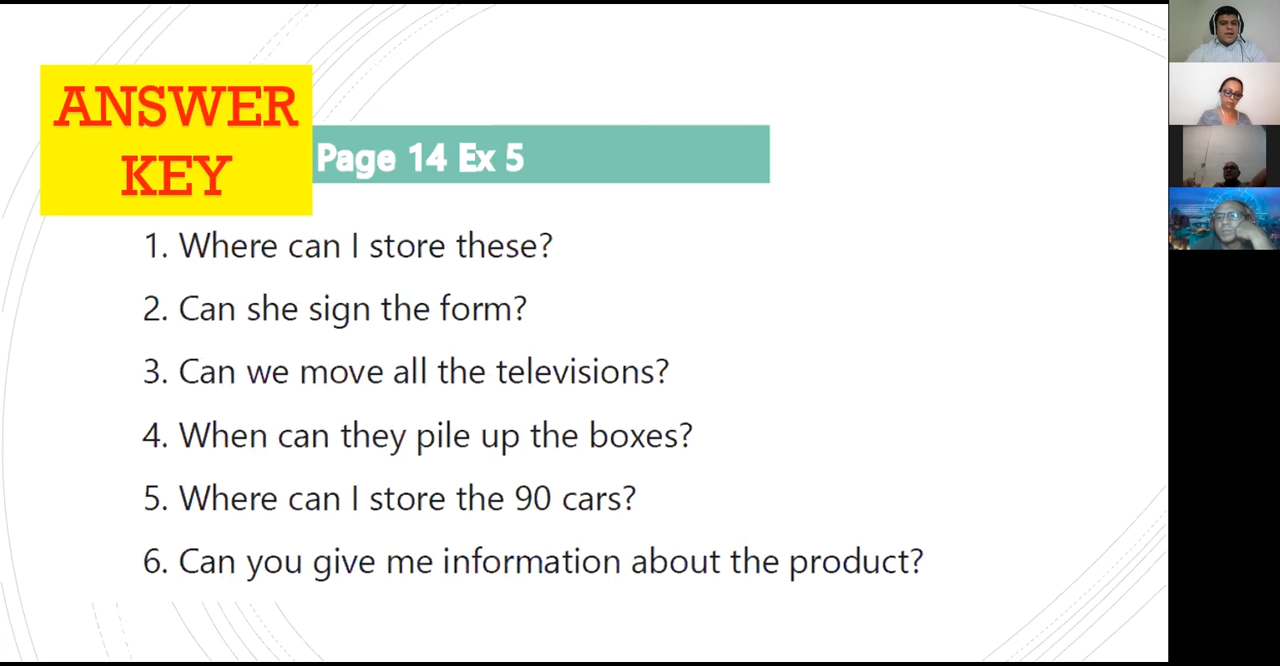 ANSWER
KEY
Page 14 Ex 5
1. Where can I store these?
2. Can she sign the form?
3. Can we move all the televisions?
4. When can they pile up the boxes?
5. Where can I store the 90 cars?
6. Can you give me information about the product?